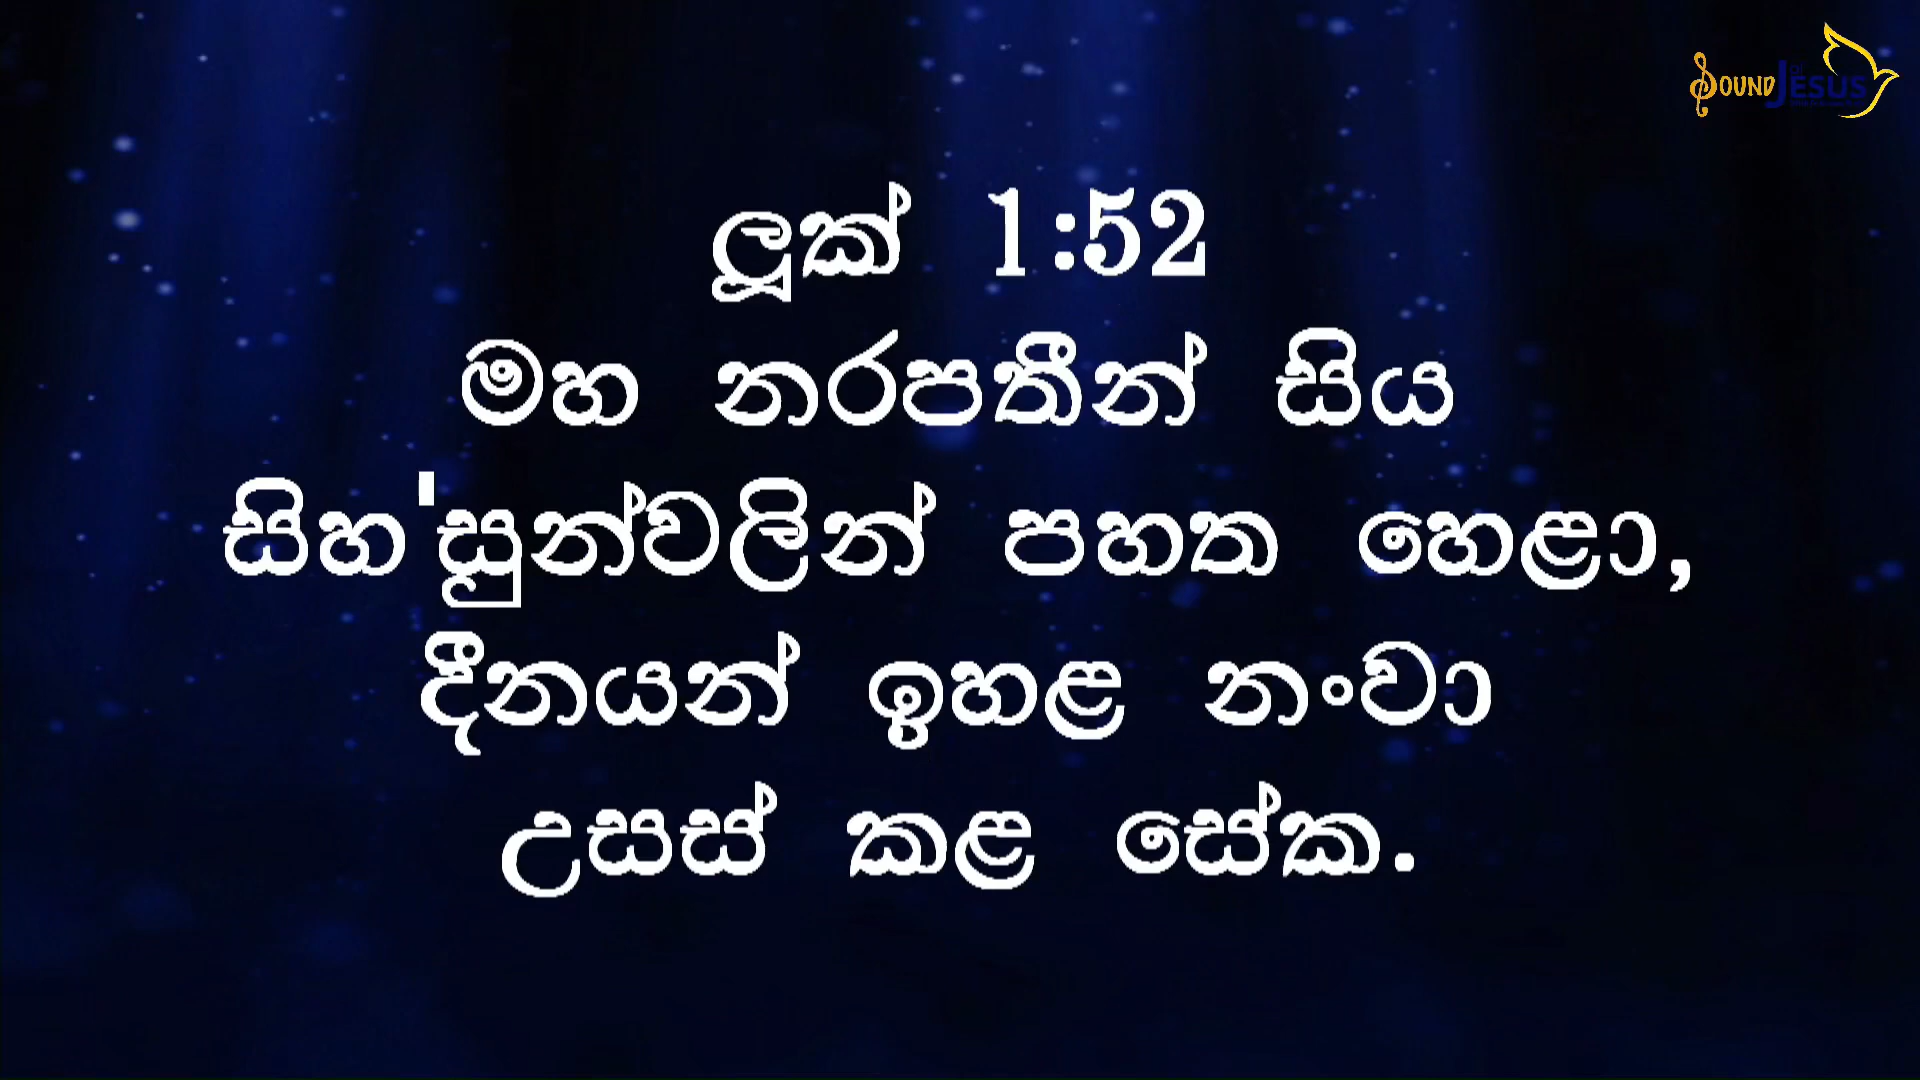 Sound of Jesus
ලූක් 1:52
මහ නරපතීන් සිය
සිහ'සුන්වලින් පහත හෙළා,
දීනයන් ඉහළ නංවා
උසස් කළ සේක.